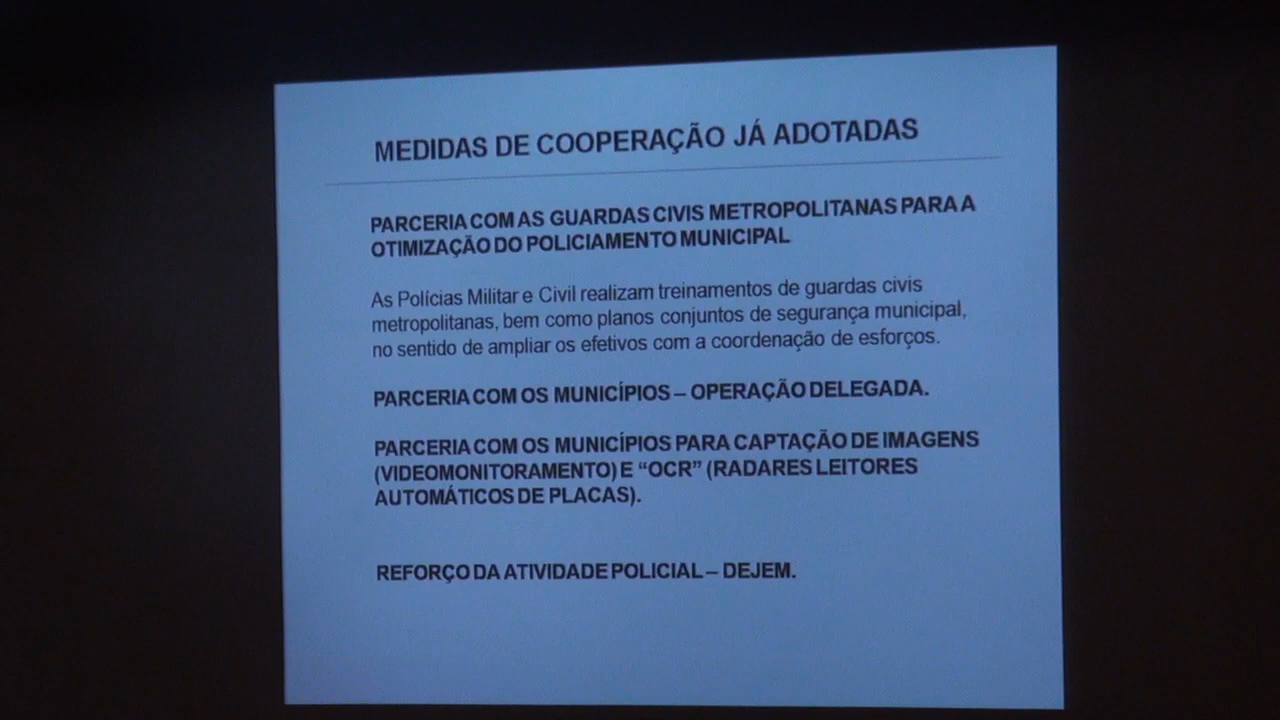 MEDIDAS DE COOPERAÇÃO JÁ ADOTADAS
PARCERIA COM AS GUARDAS CIVIS METROPOLITANAS PARA A
OTIMIZAÇÃO DO POLICIAMENTO MUNICIPAL
As Polícias Militar e Civil realizam treinamentos de guardas civis
metropolitanas, bem como planos conjuntos de segurança municipal,
no sentido de ampliar os efetivos com a coordenação de esforços.
PARCERIA COM OS MUNICÍPIOS – OPERAÇÃO DELEGADA.
PARCERIA COM OS MUNICÍPIOS PARA CAPTAÇÃO DE IMAGENS
(VIDEOMONITORAMENTO) E “OCR” (RADARES LEITORES
AUTOMÁTICOS DE PLACAS).
REFORÇO DA ATIVIDADE POLICIAL – DEJEM.